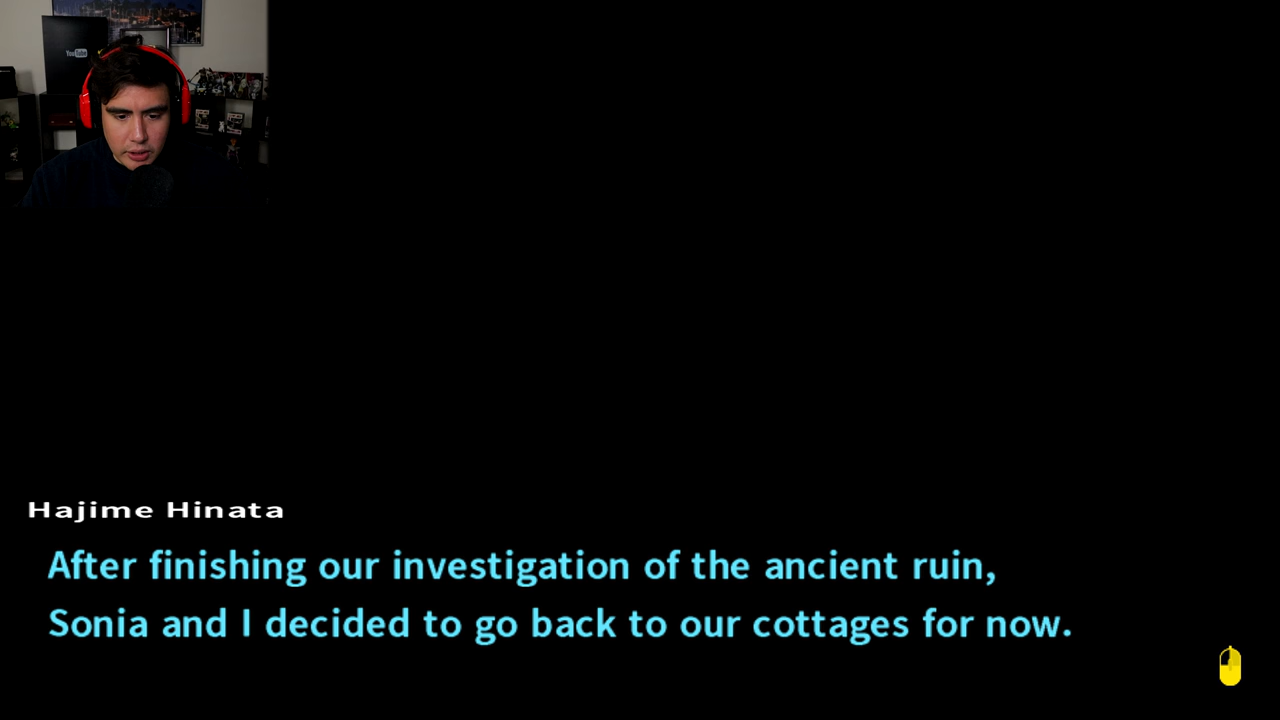 YouTube
Hajime Hinata
After finishing our investigation of the ancient ruin,
Sonia and I decided to go back to our cottages for now.